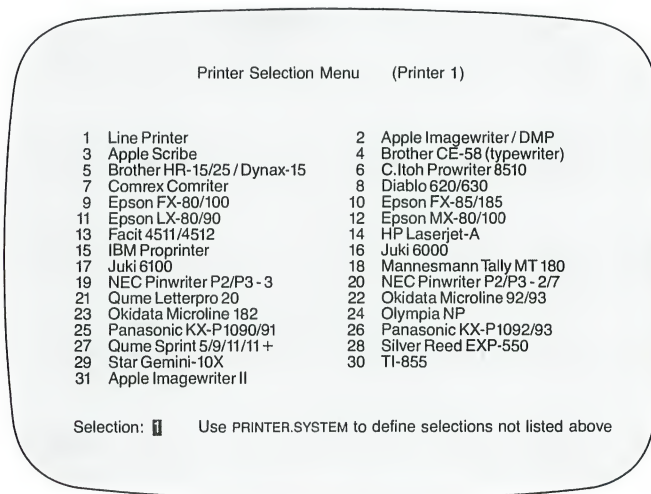 Printer Selection Menu (Printer 1)
1 Line Printer 2 Apple Imagewriter / DMP
3 Apple Scribe 4 Brother CE-58 (typewriter)
5 Brother HR-15/25 / Dynax-15 6 C.Itoh Prowriter 8510
7 Comrex Comriter 8 Diablo 620/630
9 Epson FX-80/100 10 Epson FX-85/185
11 Epson LX-80/90 12 Epson MX-80/100
13 Facit 4511/4512 14 HP Laserjet-A
15 IBM Proprinter 16 Juki 6000
17 Juki 6100 18 Mannesmann Tally MT 180
19 NEC Pinwriter P2/P3 - 3 20 NEC Pinwriter P2/P3 - 2/7
21 Qume Letterpro 20 22 Okidata Microline 92/93
23 Okidata Microline 182 24 Olympia NP
25 Panasonic KX-P1090/91 26 Panasonic KX-P1092/93
27 Qume Sprint 5/9/11/11 + 28 Silver Reed EXP-550
29 Star Gemini-10X 30 TI-855
31 Apple Imagewriter II
Selection: 1 Use PRINTER.SYSTEM to define selections not listed above